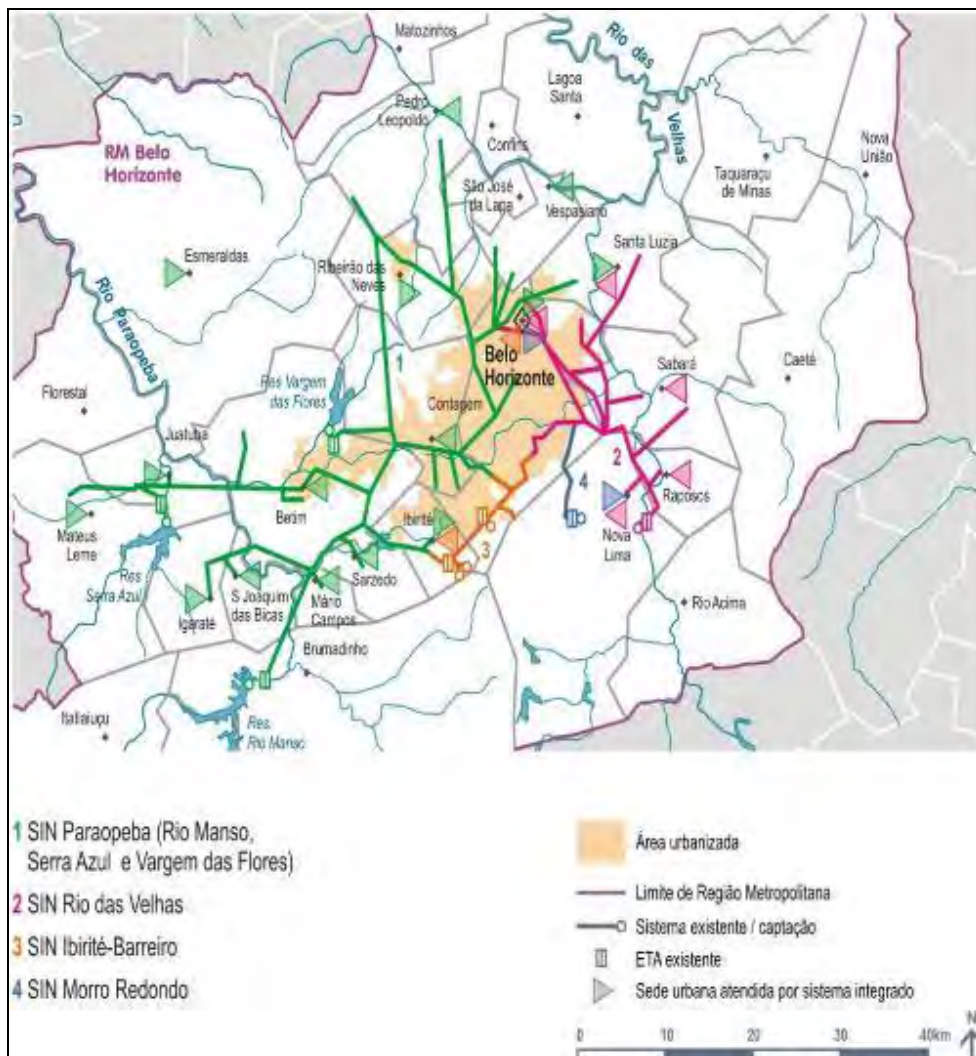 Matozinhos
Rio das
Velhas
Lagoa
Santa
Pedro
Leopoldo
Confins
Nova
União
RM Belo
Horizonte
Taquaraçu
de Minas
São José
da Lapa
Vespasiano
Esmeraldas
Santa Luzia
Ribeirão das
Neves
Rio Paraopeba
1
Belo
Horizonte
Sabará
Caeté
Florestal
Res Vargem
das Flores
Contagem
Juatuba
2
4
Raposos
Betim
Ibirité
Nova
Lima
Mateus
Leme
3
Res
Serra Azul
Sarzedo
S Joaquim
das Bicas
Mário
Campos
Rio Acima
Igaraté
Brumadinho
Itatiaiuçu
Res
Rio Manso
1 SIN Paraopeba (Rio Manso,
Serra Azul e Vargem das Flores)
2 SIN Rio das Velhas
3 SIN Ibirité-Barreiro
4 SIN Morro Redondo
Área urbanizada
Limite de Região Metropolitana
Sistema existente / captação
ETA existente
Sede urbana atendida por sistema integrado
0 10 20 30 40km
N